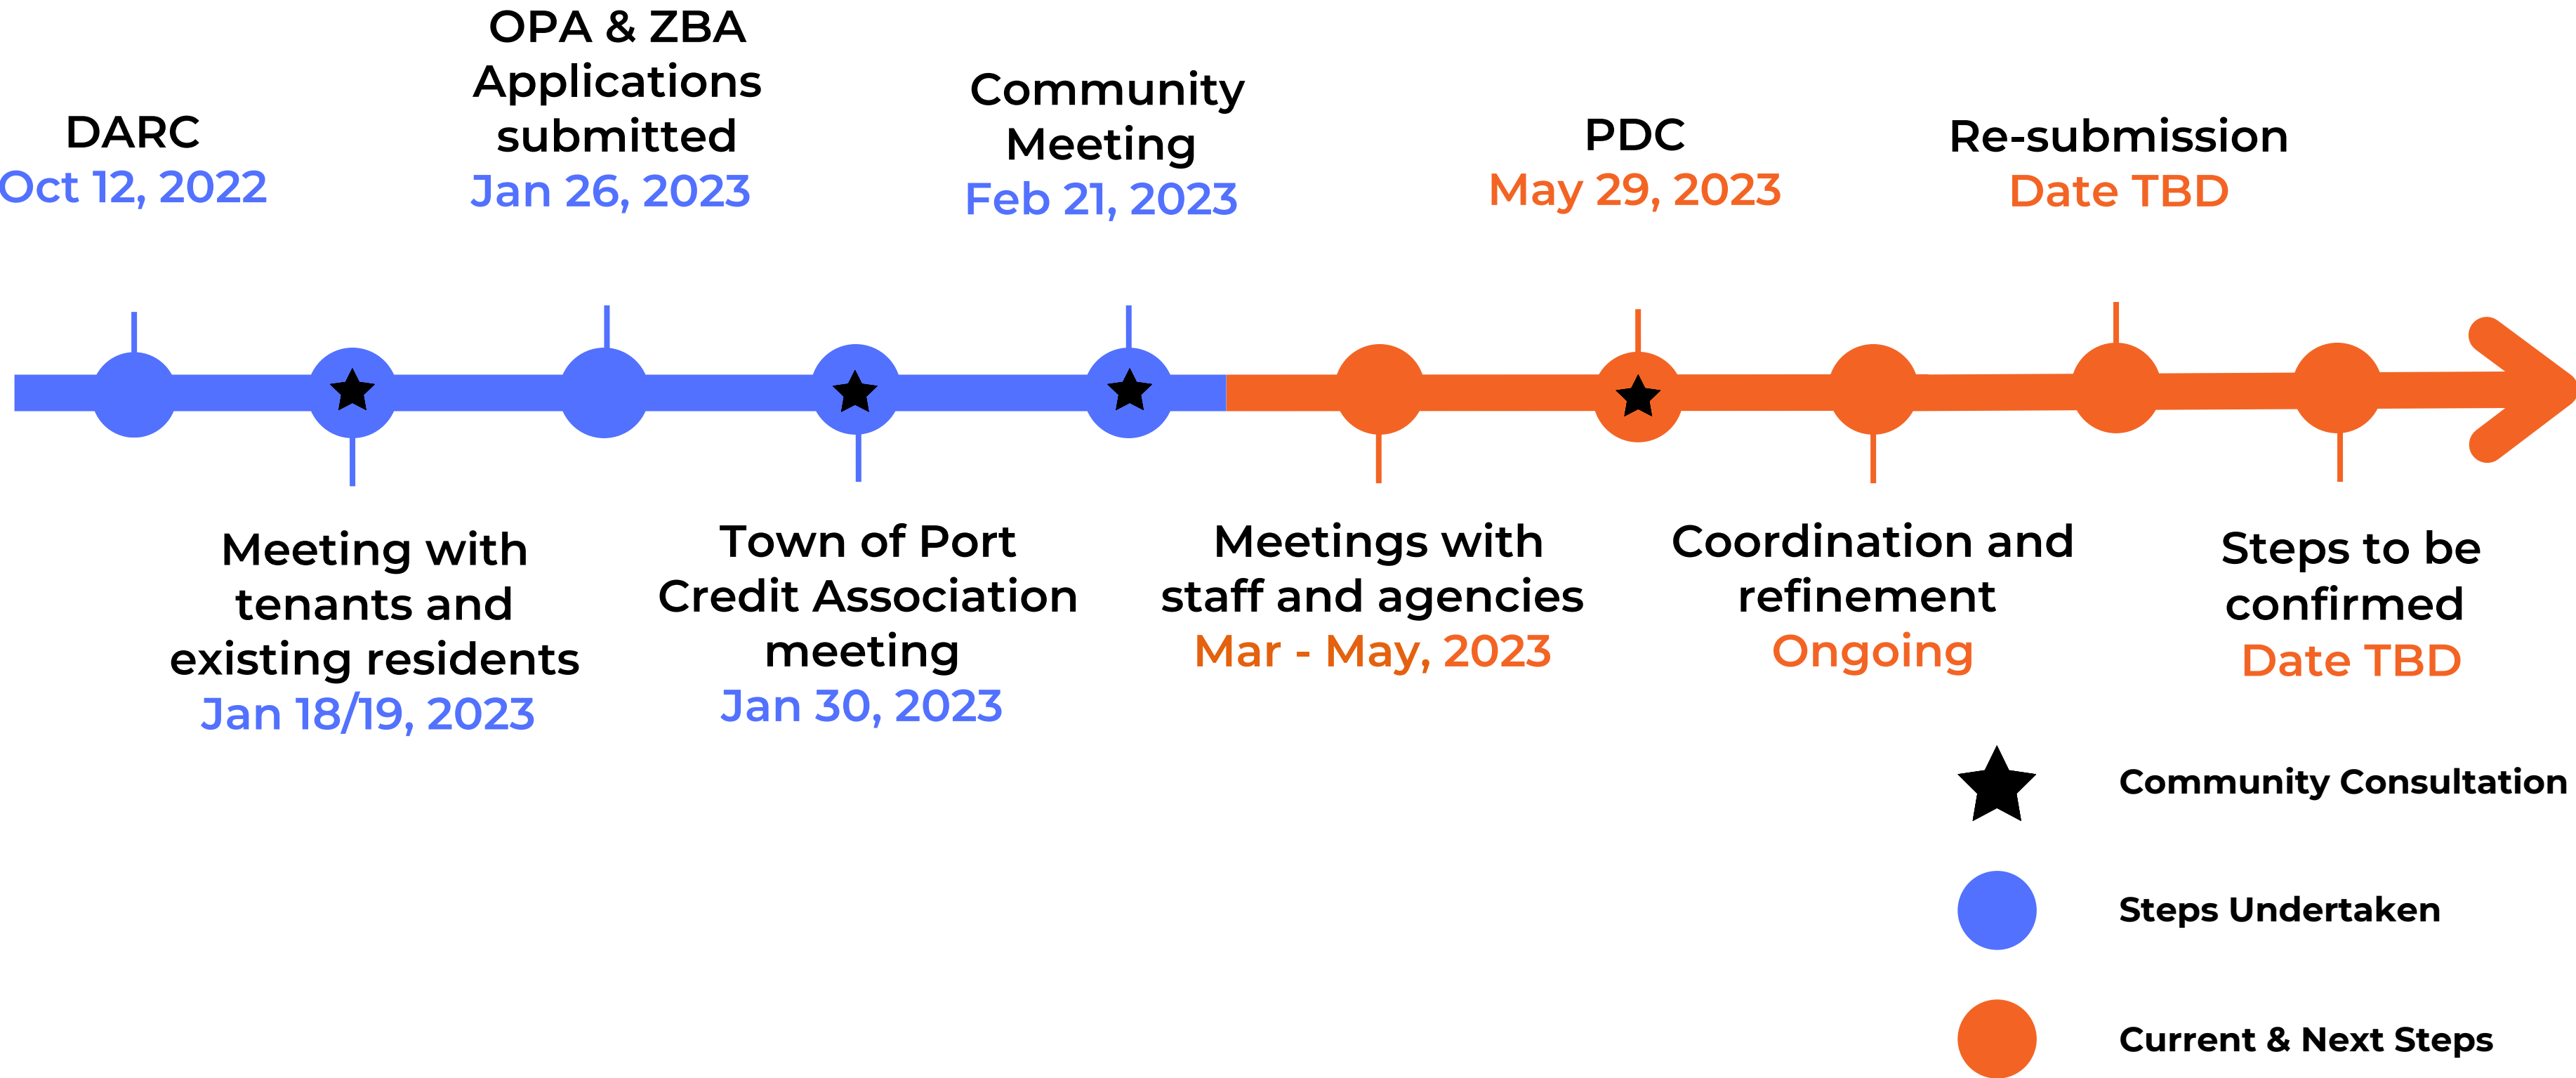 DARC
Oct 12, 2022
OPA & ZBA
Applications
submitted
Jan 26, 2023
Community
Meeting
Feb 21, 2023
PDC
May 29, 2023
Re-submission
Date TBD
Meeting with
tenants and
existing residents
Jan 18/19, 2023
Town of Port
Credit Association
meeting
Jan 30, 2023
Meetings with
staff and agencies
Mar - May, 2023
Coordination and
refinement
Ongoing
Steps to be
confirmed
Date TBD
Community Consultation
Steps Undertaken
Current & Next Steps